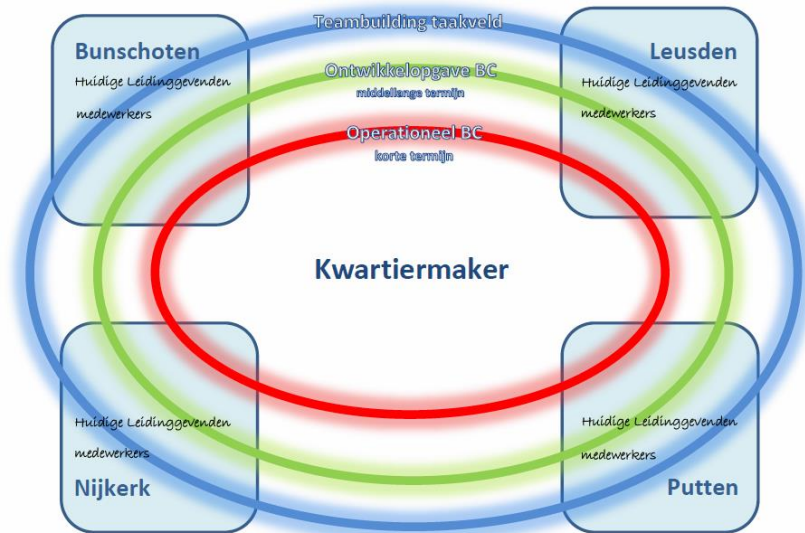 Teambuilding taakveld
Bunschoten
Huidige Leidinggevenden
medewerkers
Leusden
Huidige Leidinggevenden
medewerkers
Ontwikkelopgave BC
middellange termijn
Operationeel BC
korte termijn
Kwartiermaker
Huidige Leidinggevenden
medewerkers
Nijkerk
Huidige Leidinggevenden
medewerkers
Putten